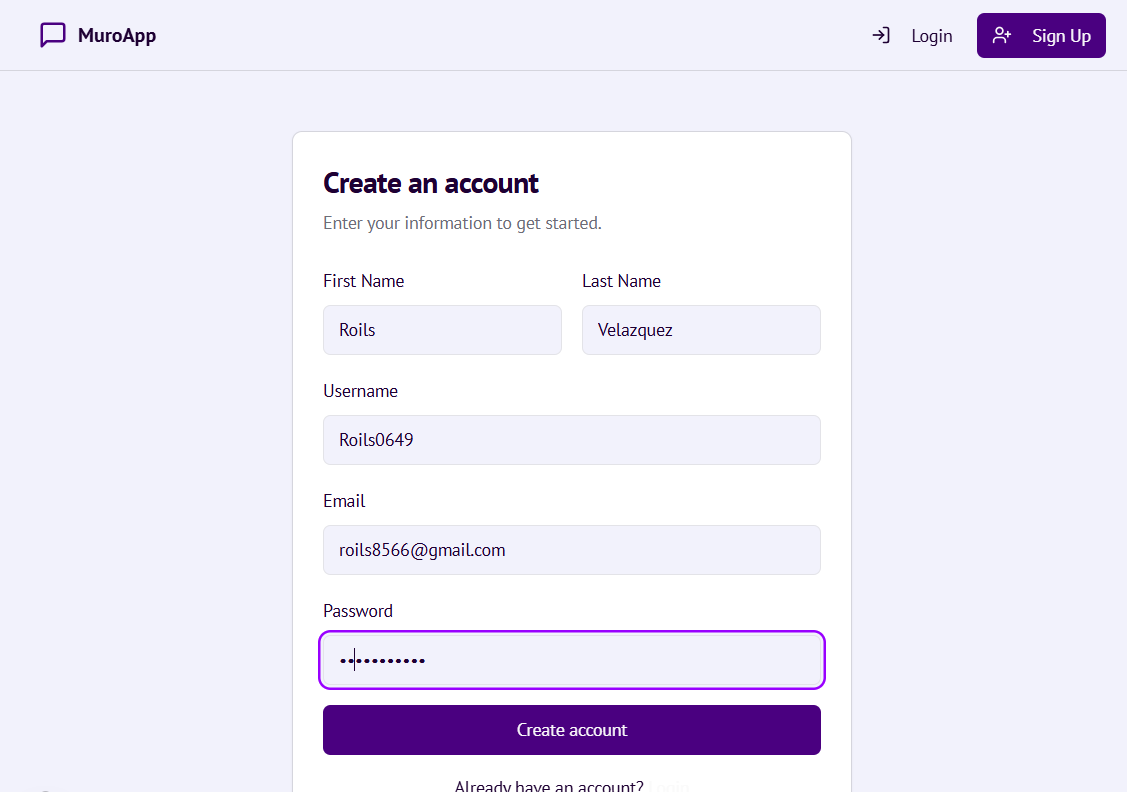 MuroApp
Login
Sign Up
Create an account
Enter your information to get started.
First Name
Last Name
Roils
Velazquez
Username
Roils0649
Email
roils8566@gmail.com
Password
•••••••••••
Create account
Already have an account? Login